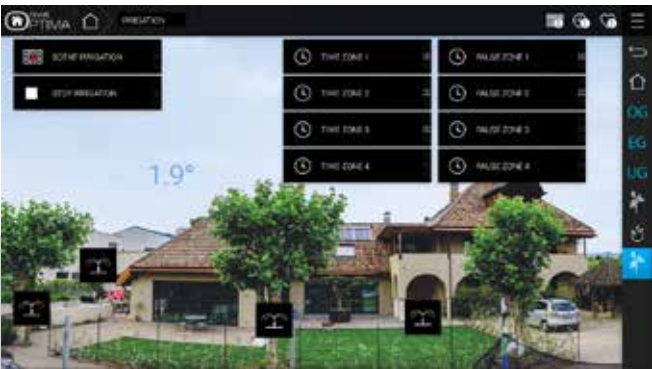 OPTIMA
IRRIGATION
SCENE IRRIGATION
STOP IRRIGATION
TIME ZONE 1
PAUSE ZONE 1
TIME ZONE 2
PAUSE ZONE 2
TIME ZONE 3
PAUSE ZONE 3
TIME ZONE 4
PAUSE ZONE 4
1.9°
OG
EG
UG